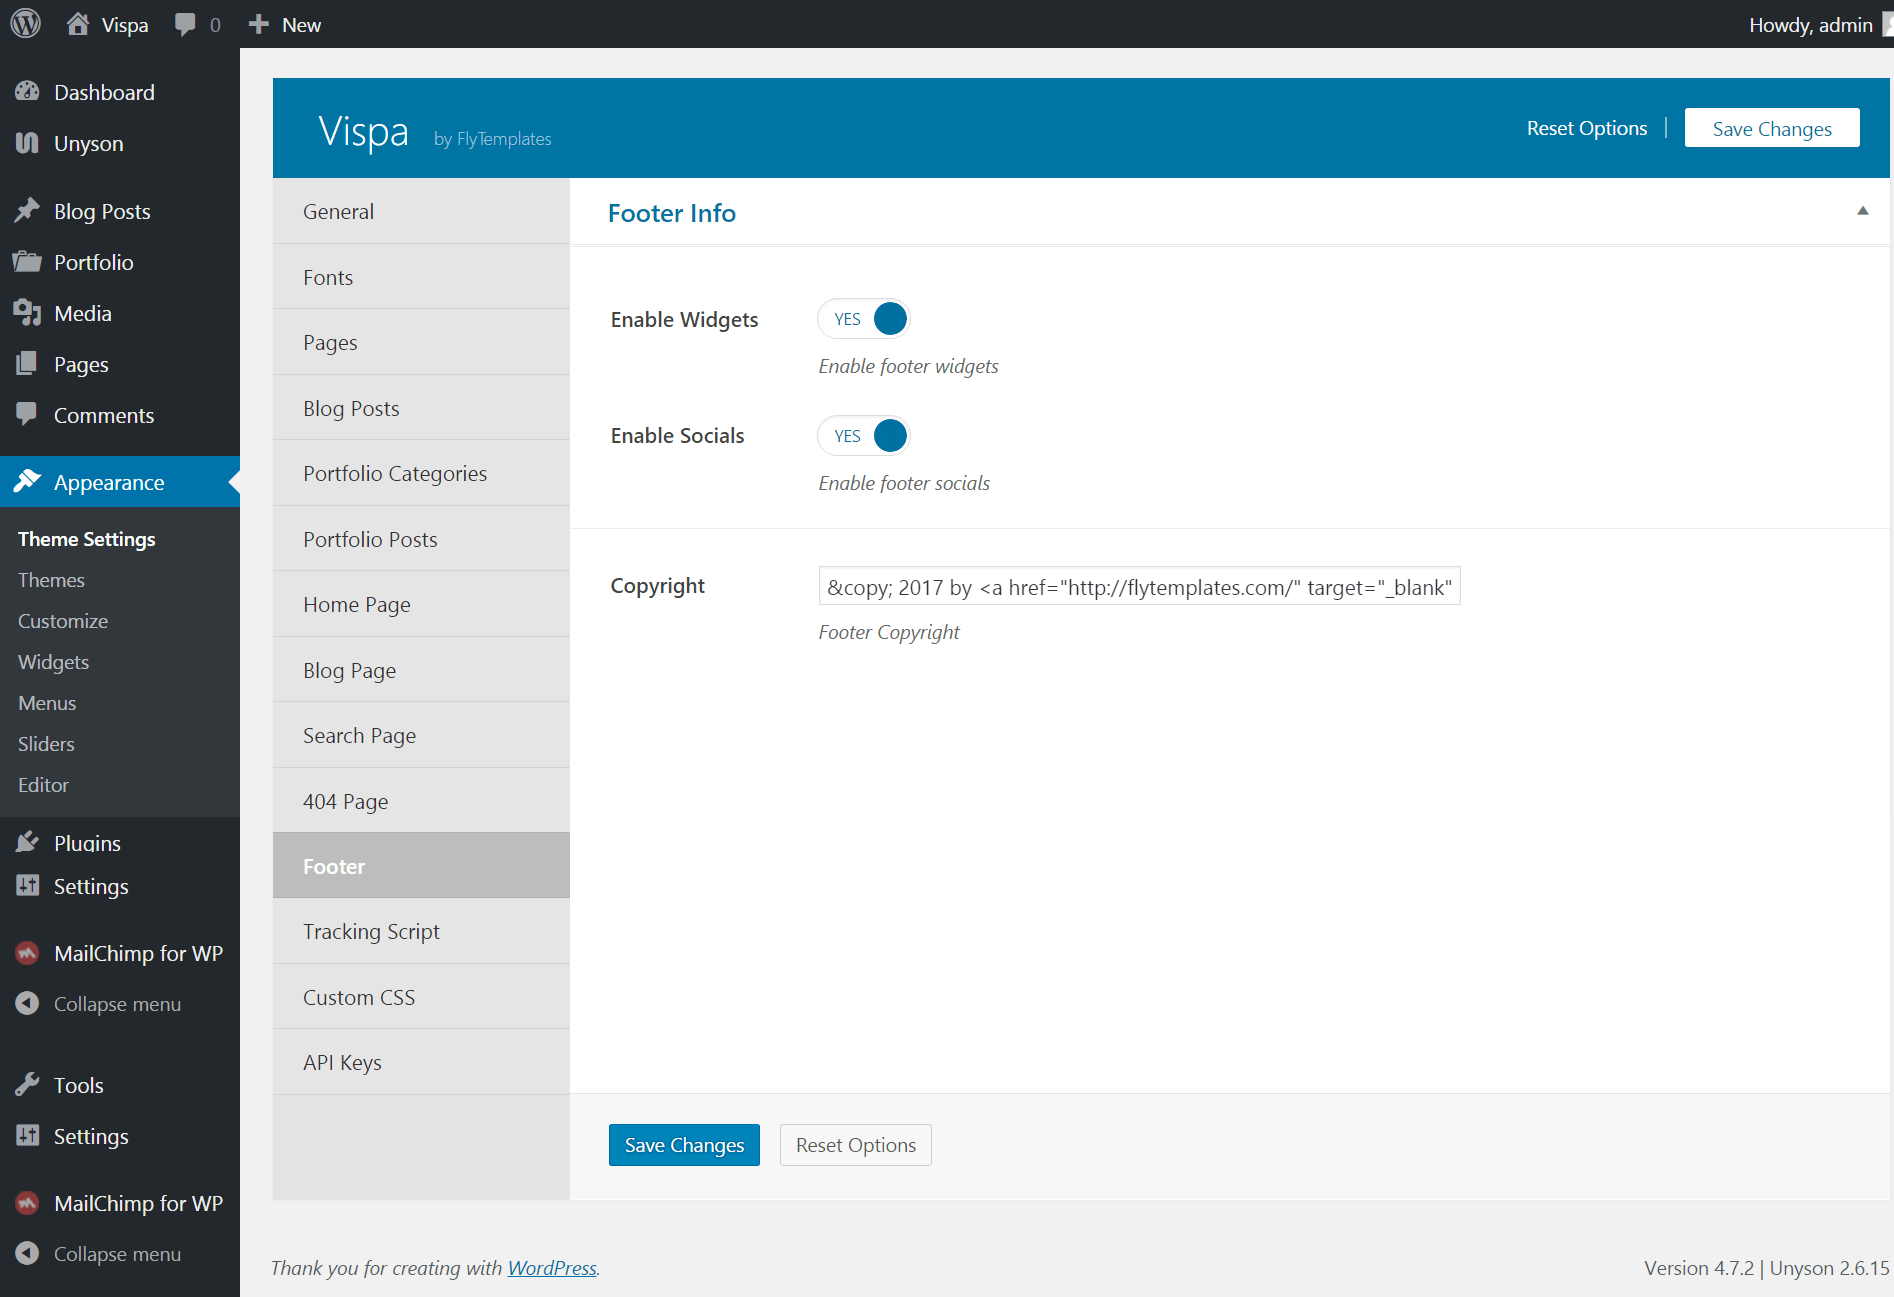 Vispa
0
New
Howdy, admin
Dashboard
Unyson
Blog Posts
Portfolio
Media
Pages
Comments
Appearance
Theme Settings
Themes
Customize
Widgets
Menus
Sliders
Editor
Plugins
Settings
MailChimp for WP
Collapse menu
Tools
Settings
MailChimp for WP
Collapse menu
Vispa by FlyTemplates
Reset Options
Save Changes
General
Fonts
Pages
Blog Posts
Portfolio Categories
Portfolio Posts
Home Page
Blog Page
Search Page
404 Page
Footer
Tracking Script
Custom CSS
API Keys
Footer Info
Enable Widgets YES
Enable footer widgets
Enable Socials YES
Enable footer socials
Copyright &copy; 2017 by <a href="http://flytemplates.com/" target="_blank"
Footer Copyright
Save Changes
Reset Options
Thank you for creating with WordPress.
Version 4.7.2 | Unyson 2.6.15